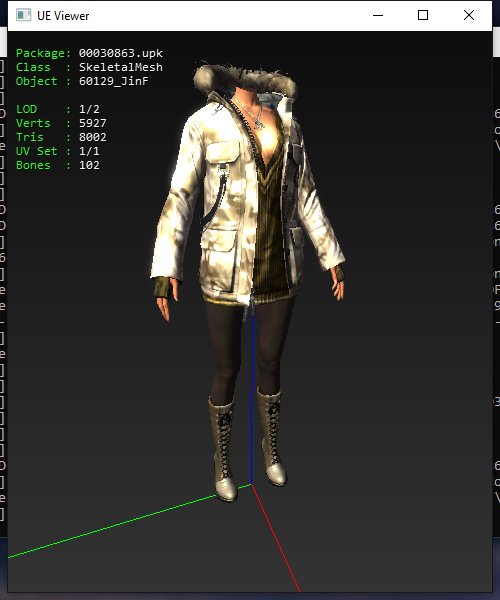 UE Viewer
Package: 00030863.upk
Class : SkeletalMesh
Object : 60129_JinF
LOD : 1/2
Verts : 5927
Tris : 8002
UV Set : 1/1
Bones : 102